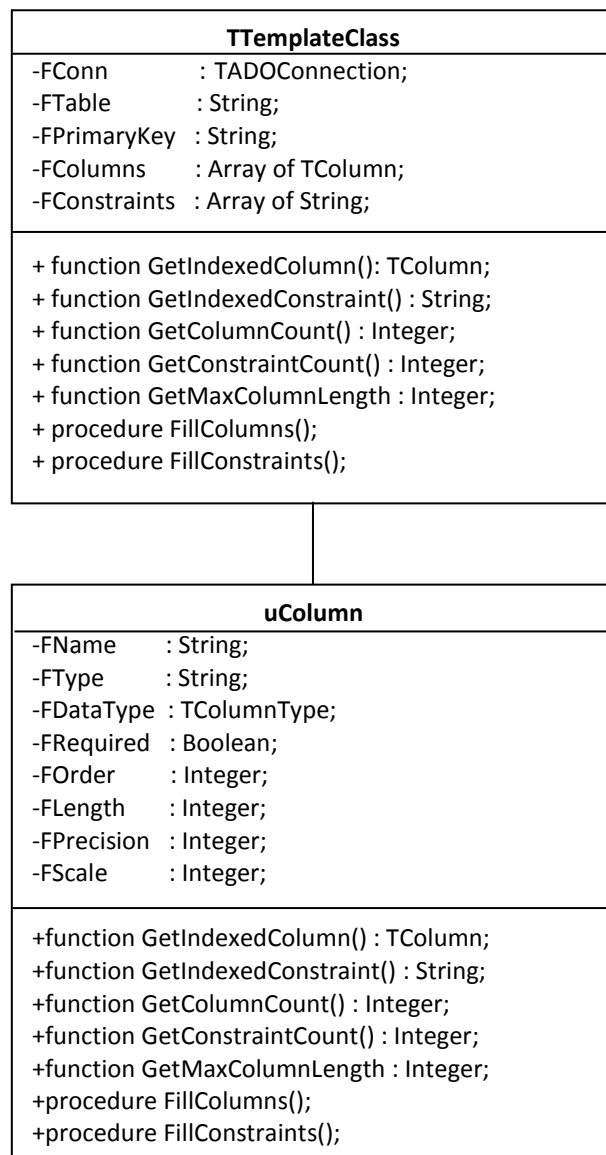 TTemplateClass
-FConn : TADOConnection;
-FTable : String;
-FPrimaryKey : String;
-FColumns : Array of TColumn;
-FConstraints : Array of String;
+ function GetIndexedColumn(): TColumn;
+ function GetIndexedConstraint() : String;
+ function GetColumnCount() : Integer;
+ function GetConstraintCount() : Integer;
+ function GetMaxColumnLength : Integer;
+ procedure FillColumns();
+ procedure FillConstraints();
uColumn
-FName : String;
-FType : String;
-FDataType : TColumnType;
-FRequired : Boolean;
-FOrder : Integer;
-FLength : Integer;
-FPrecision : Integer;
-FScale : Integer;
+function GetIndexedColumn() : TColumn;
+function GetIndexedConstraint() : String;
+function GetColumnCount() : Integer;
+function GetConstraintCount() : Integer;
+function GetMaxColumnLength : Integer;
+procedure FillColumns();
+procedure FillConstraints();